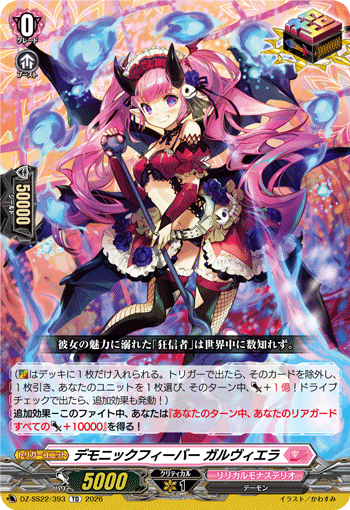 0
グレード
ブースト
50000
シールド
彼女の魅力に溺れた「狂信者」は世界中に数知れず。
(はデッキに1枚だけ入れられる。トリガーで出たら、そのカードを除外し、
1枚引き、あなたのユニットを1枚選び、そのターン中、+1億!ドライブ
チェックで出たら、追加効果も発動!)
追加効果-このファイト中、あなたは『あなたのターン中、あなたのリアガード
すべての+10000』を得る!
トリガーユニット
デモニックフィーバー ガルヴィエラ
リリカルモナステリオ
パワー
5000
クリティカル
1
デーモン
DZ-SS22/393 TD 2026
イラスト/かわすみ